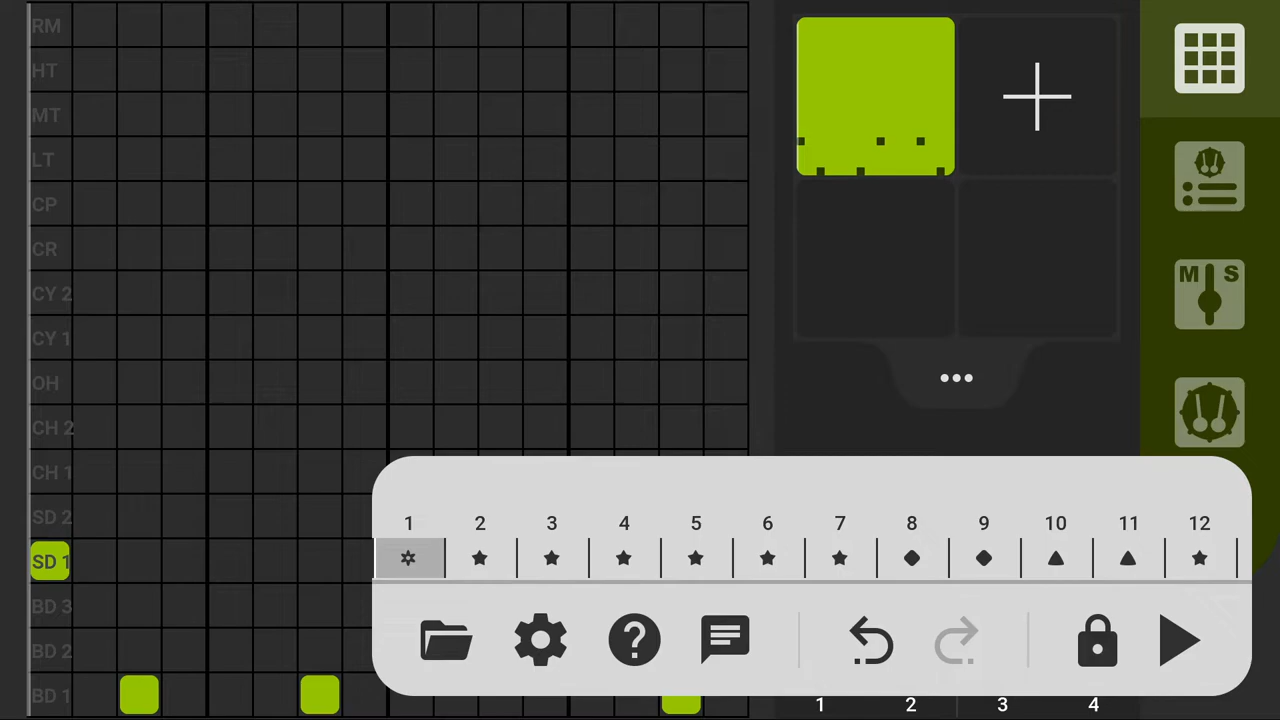 RM
HT
MT
LT
CP
CR
CY 2
CY 1
OH
CH 2
CH 1
SD 2
SD 1
BD 3
BD 2
BD 1
M S
1 2 3 4 5 6 7 8 9 10 11 12
1 2 3 4